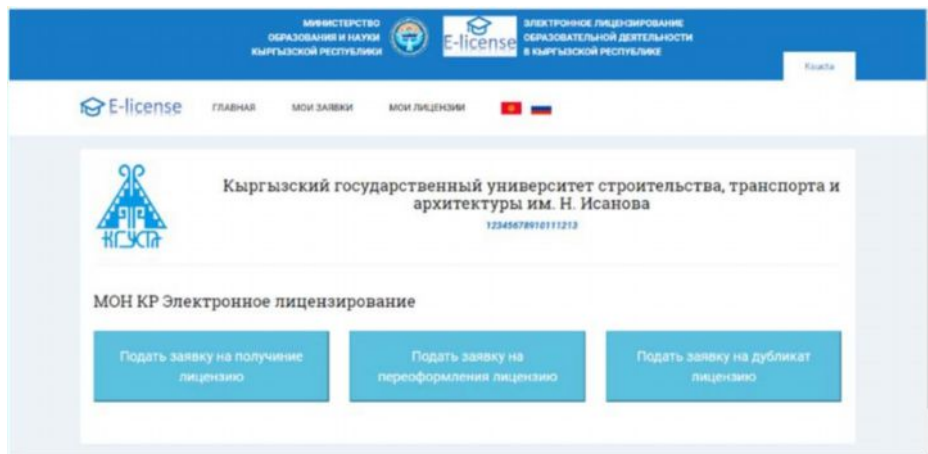 МИНИСТЕРСТВО
ОБРАЗОВАНИЯ И НАУКИ
КЫРГЫЗСКОЙ РЕСПУБЛИКИ
E-license
ЭЛЕКТРОННОЕ ЛИЦЕНЗИРОВАНИЕ
ОБРАЗОВАТЕЛЬНОЙ ДЕЯТЕЛЬНОСТИ
В КЫРГЫЗСКОЙ РЕСПУБЛИКЕ
Ksucta
E-license ГЛАВНАЯ МОИ ЗАЯВКИ МОИ ЛИЦЕНЗИИ
КГУСТА
Кыргызский государственный университет строительства, транспорта и
архитектуры им. Н. Исанова
12345678910111213
МОН КР Электронное лицензирование
Подать заявку на получиние
лицензию
Подать заявку на
переоформления лицензию
Подать заявку на дубликат
лицензию